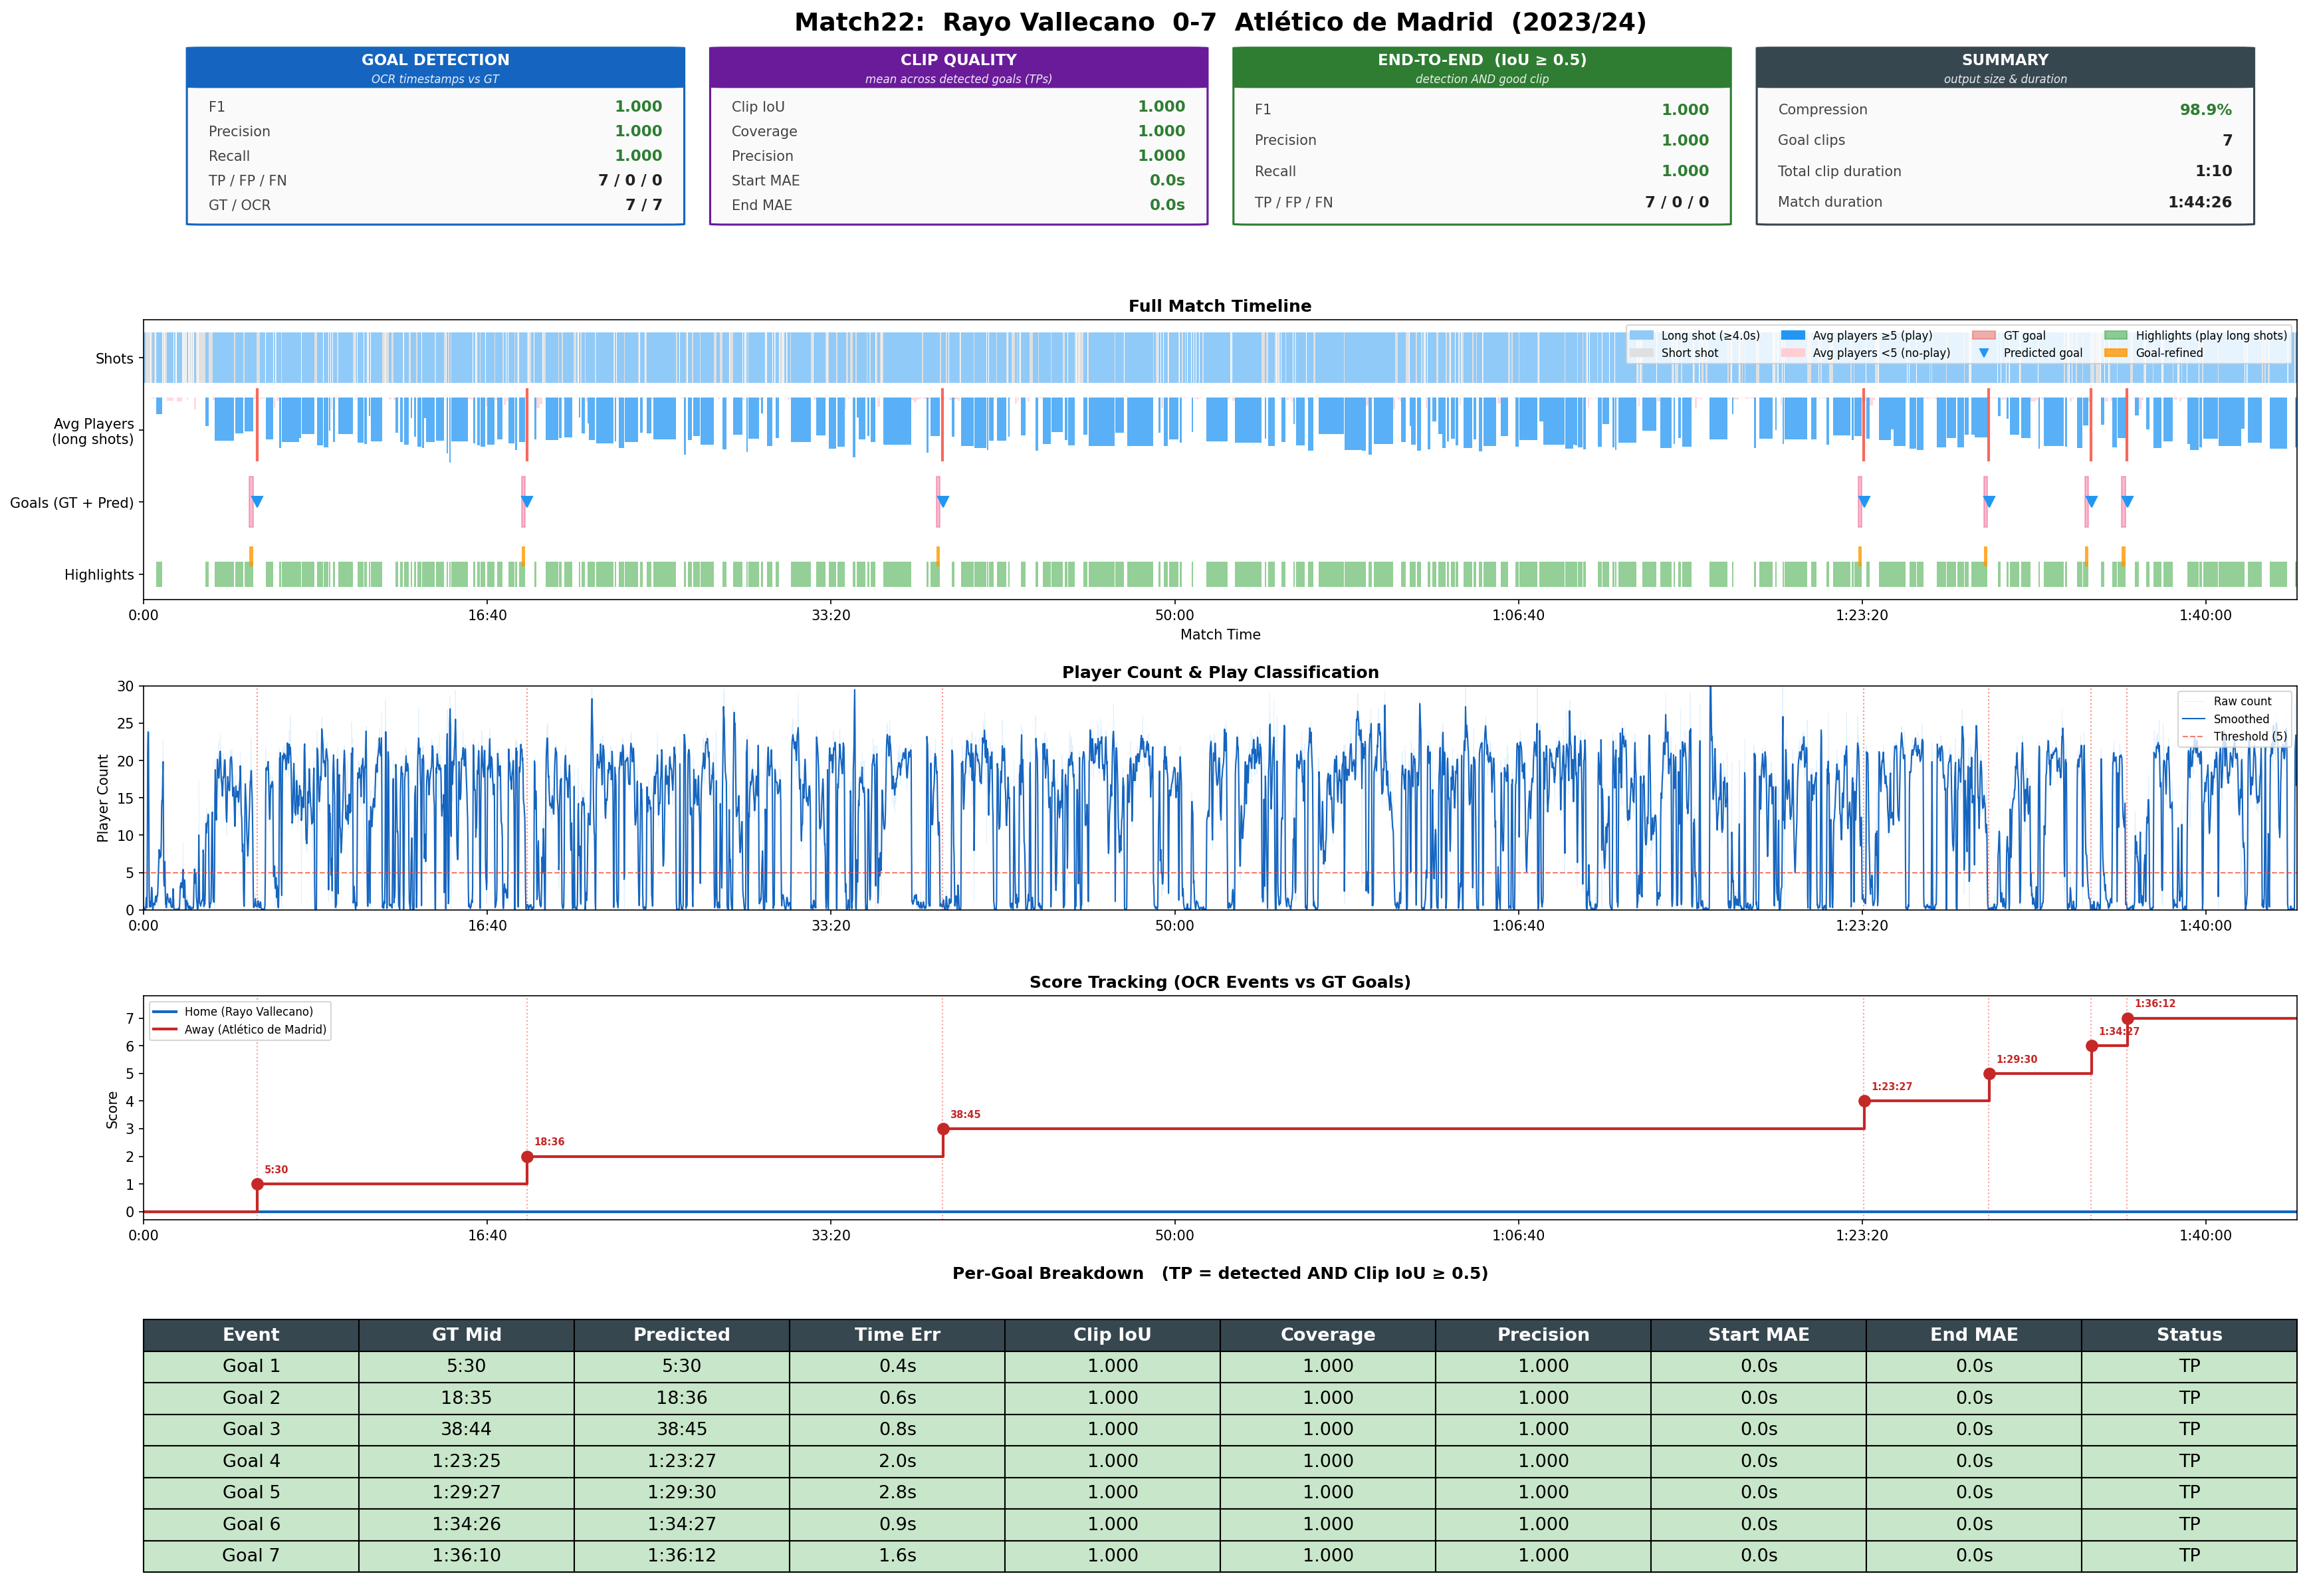 Match22:  Rayo Vallecano  0-7  Atlético de Madrid  (2023/24)
GOAL DETECTION
OCR timestamps vs GT
F1 1.000
Precision 1.000
Recall 1.000
TP / FP / FN 7 / 0 / 0
GT / OCR 7 / 7
CLIP QUALITY
mean across detected goals (TPs)
Clip IoU 1.000
Coverage 1.000
Precision 1.000
Start MAE 0.0s
End MAE 0.0s
END-TO-END  (IoU ≥ 0.5)
detection AND good clip
F1 1.000
Precision 1.000
Recall 1.000
TP / FP / FN 7 / 0 / 0
SUMMARY
output size & duration
Compression 98.9%
Goal clips 7
Total clip duration 1:10
Match duration 1:44:26
Full Match Timeline
Long shot (≥4.0s)
Short shot
Avg players ≥5 (play)
Avg players <5 (no-play)
GT goal
Predicted goal
Highlights (play long shots)
Goal-refined
Shots
Avg Players
(long shots)
Goals (GT + Pred)
Highlights
0:00 16:40 33:20 50:00 1:06:40 1:23:20 1:40:00
Match Time
Player Count & Play Classification
Raw count
Smoothed
Threshold (5)
Player Count
30
25
20
15
10
5
0
0:00 16:40 33:20 50:00 1:06:40 1:23:20 1:40:00
Score Tracking (OCR Events vs GT Goals)
Home (Rayo Vallecano)
Away (Atlético de Madrid)
Score
7
6
5
4
3
2
1
0
5:30
18:36
38:45
1:23:27
1:29:30
1:34:27
1:36:12
0:00 16:40 33:20 50:00 1:06:40 1:23:20 1:40:00
Per-Goal Breakdown   (TP = detected AND Clip IoU ≥ 0.5)
Event GT Mid Predicted Time Err Clip IoU Coverage Precision Start MAE End MAE Status
Goal 1 5:30 5:30 0.4s 1.000 1.000 1.000 0.0s 0.0s TP
Goal 2 18:35 18:36 0.6s 1.000 1.000 1.000 0.0s 0.0s TP
Goal 3 38:44 38:45 0.8s 1.000 1.000 1.000 0.0s 0.0s TP
Goal 4 1:23:25 1:23:27 2.0s 1.000 1.000 1.000 0.0s 0.0s TP
Goal 5 1:29:27 1:29:30 2.8s 1.000 1.000 1.000 0.0s 0.0s TP
Goal 6 1:34:26 1:34:27 0.9s 1.000 1.000 1.000 0.0s 0.0s TP
Goal 7 1:36:10 1:36:12 1.6s 1.000 1.000 1.000 0.0s 0.0s TP